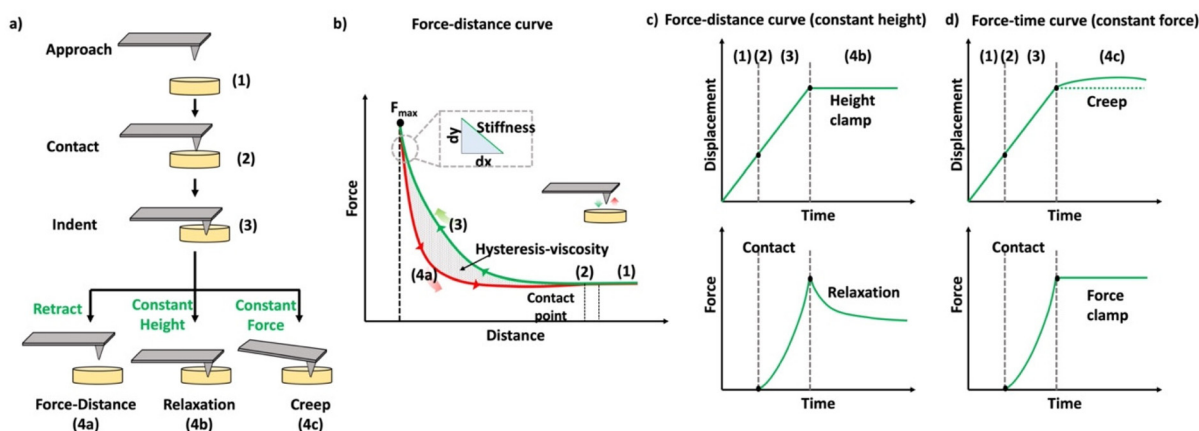 a)
Approach
(1)
Contact
(2)
Indent
(3)
Retract
Constant
Height
Constant
Force
Force-Distance
(4a)
Relaxation
(4b)
Creep
(4c)
b)
Force-distance curve
Fmax
Stiffness
dy
dx
Force
(3)
Hysteresis-viscosity
(4a)
(2)
(1)
Contact
point
Distance
c) Force-distance curve (constant height)
(1) (2) (3) (4b)
Displacement
Height
clamp
Time
Contact
Force
Relaxation
Time
d) Force-time curve (constant force)
(1) (2) (3) (4c)
Displacement
Creep
Time
Contact
Force
Force
clamp
Time